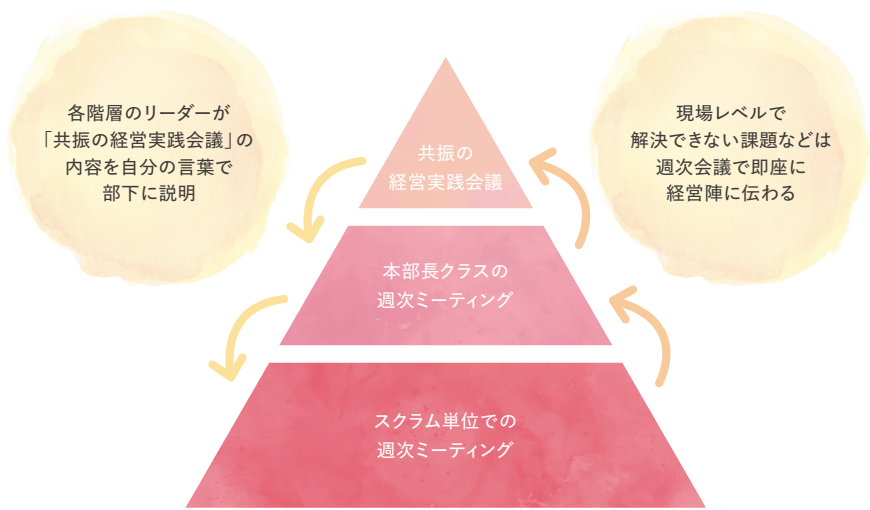 各階層のリーダーが
「共振の経営実践会議」の
内容を自分の言葉で
部下に説明
現場レベルで
解決できない課題などは
週次会議で即座に
経営陣に伝わる
共振の
経営実践会議
本部長クラスの
週次ミーティング
スクラム単位での
週次ミーティング